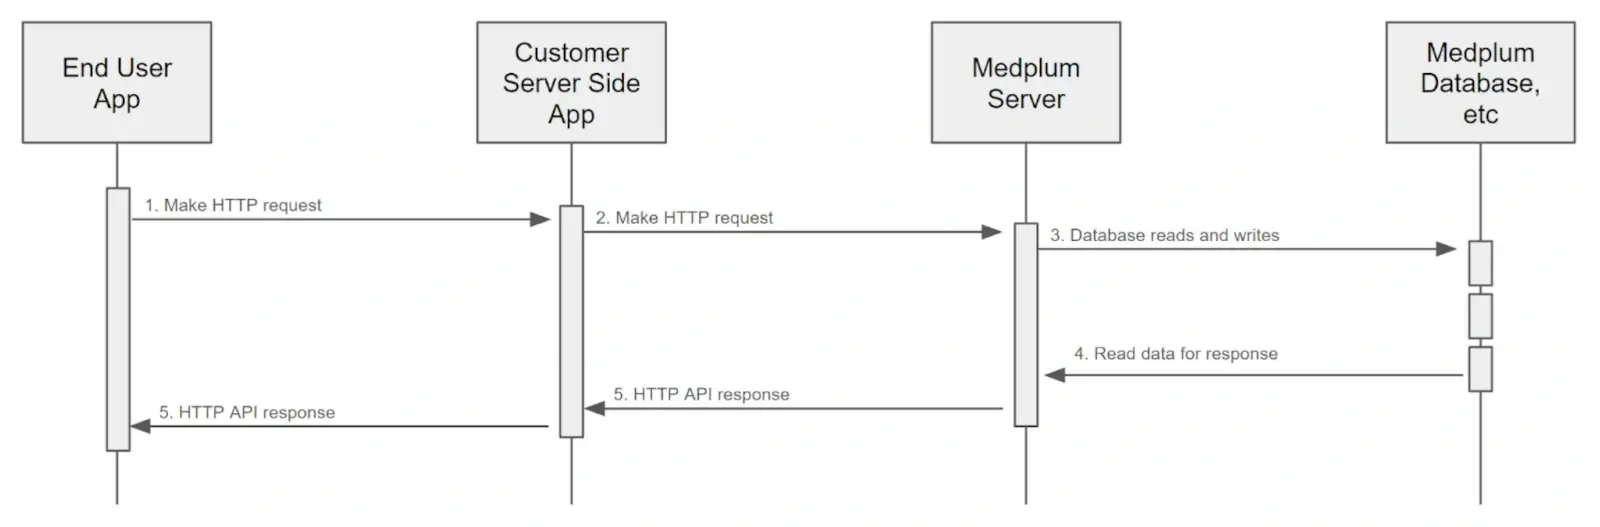 End User
App
Customer
Server Side
App
Medplum
Server
Medplum
Database,
etc
1. Make HTTP request
2. Make HTTP request
3. Database reads and writes
4. Read data for response
5. HTTP API response
5. HTTP API response